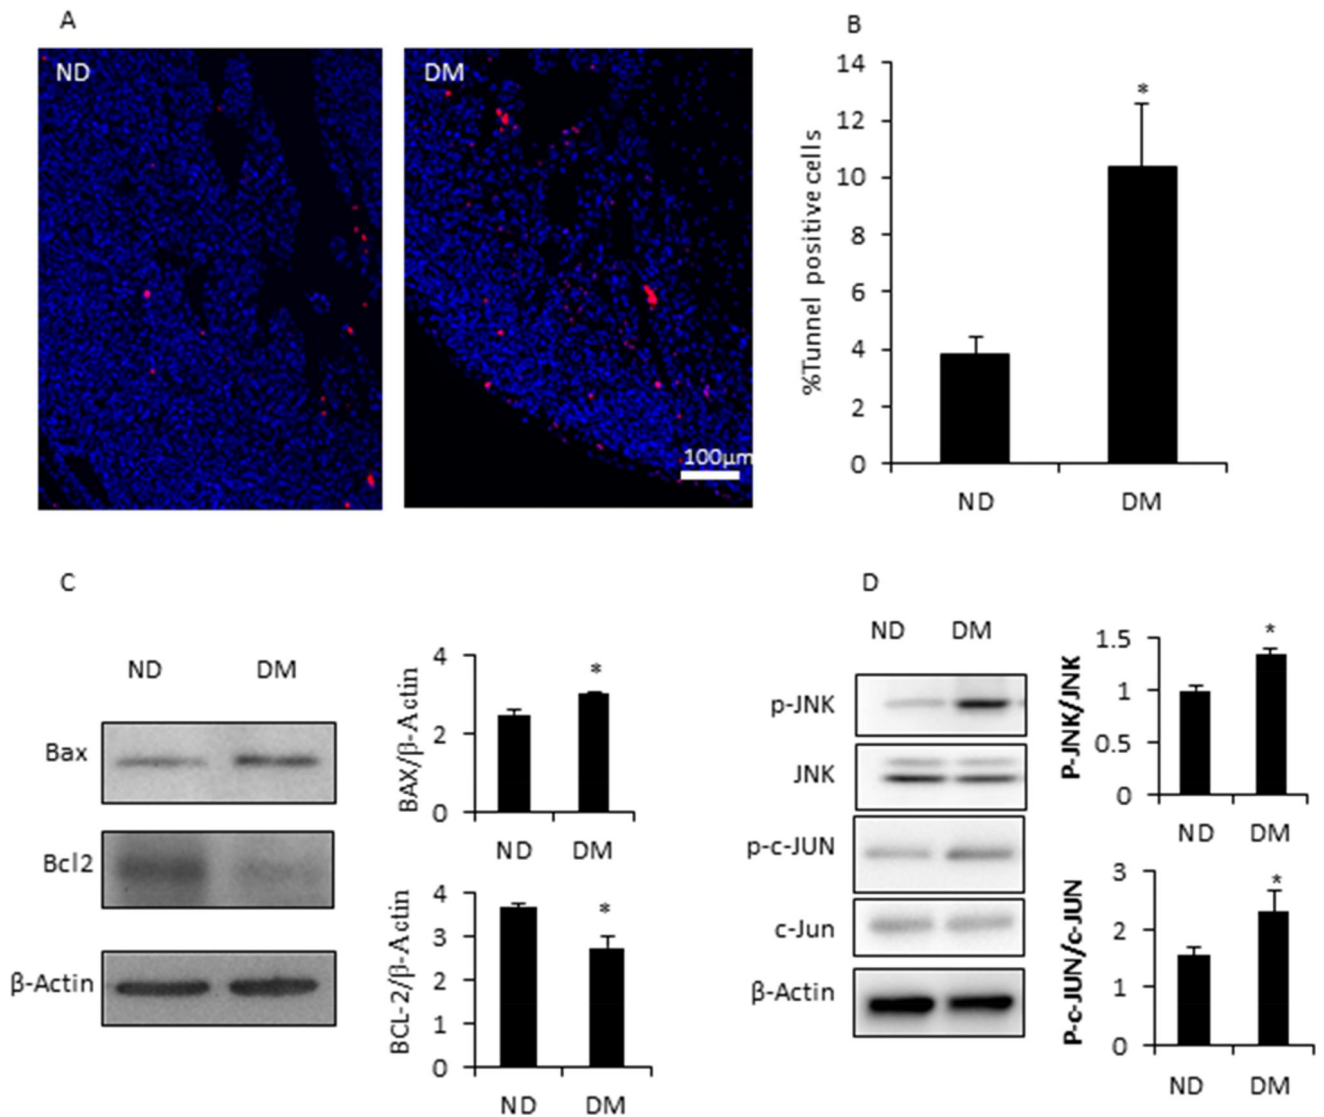 A
ND
DM
100µm
B
%Tunnel positive cells
14
12
10
8
6
4
2
0
*
ND
DM
C
ND
DM
Bax
Bcl2
β-Actin
BAX/β-Actin
4
2
0
*
ND
DM
BCL-2/β-Actin
4
3
2
1
0
*
ND
DM
D
ND
DM
p-JNK
JNK
p-c-JUN
c-Jun
β-Actin
P-JNK/JNK
1.5
1
0.5
0
*
ND
DM
P-c-JUN/c-JUN
3
2
1
0
*
ND
DM